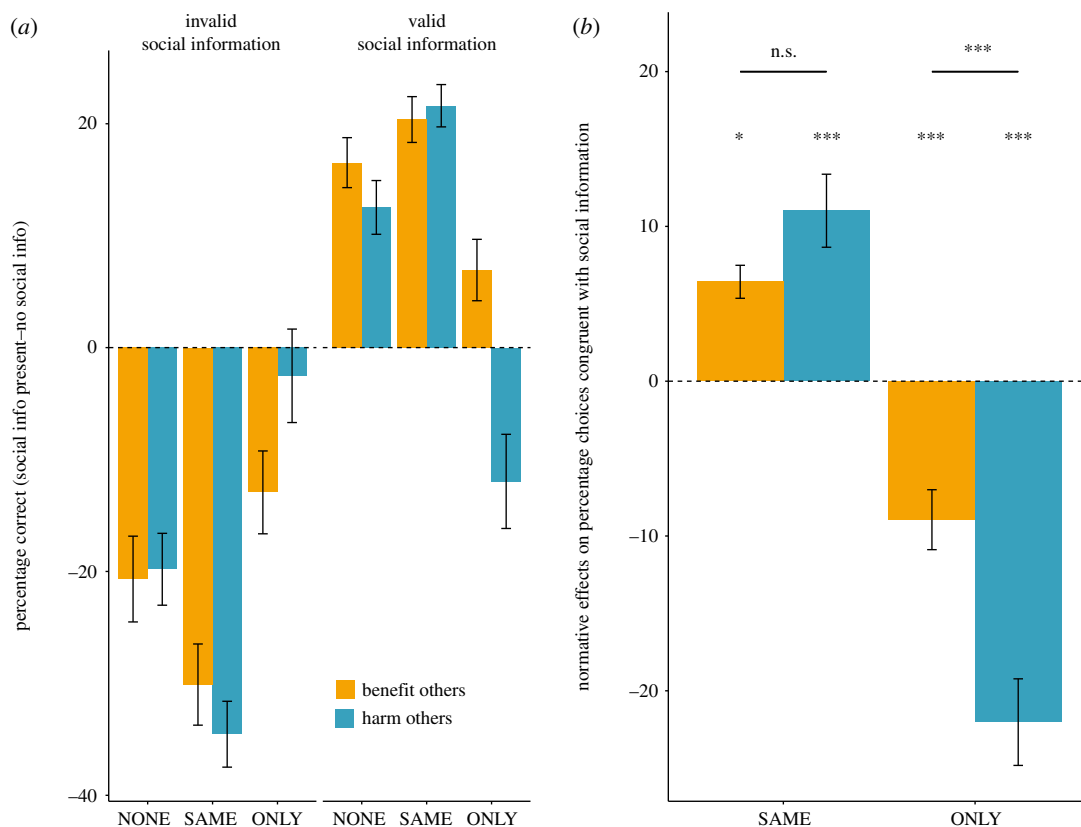 (a)
invalid
social information
valid
social information
percentage correct (social info present–no social info)
20
0
−20
−40
benefit others
harm others
NONE SAME ONLY NONE SAME ONLY
(b)
normative effects on percentage choices congruent with social information
20
10
0
−10
−20
n.s.
***
* *** *** ***
SAME ONLY